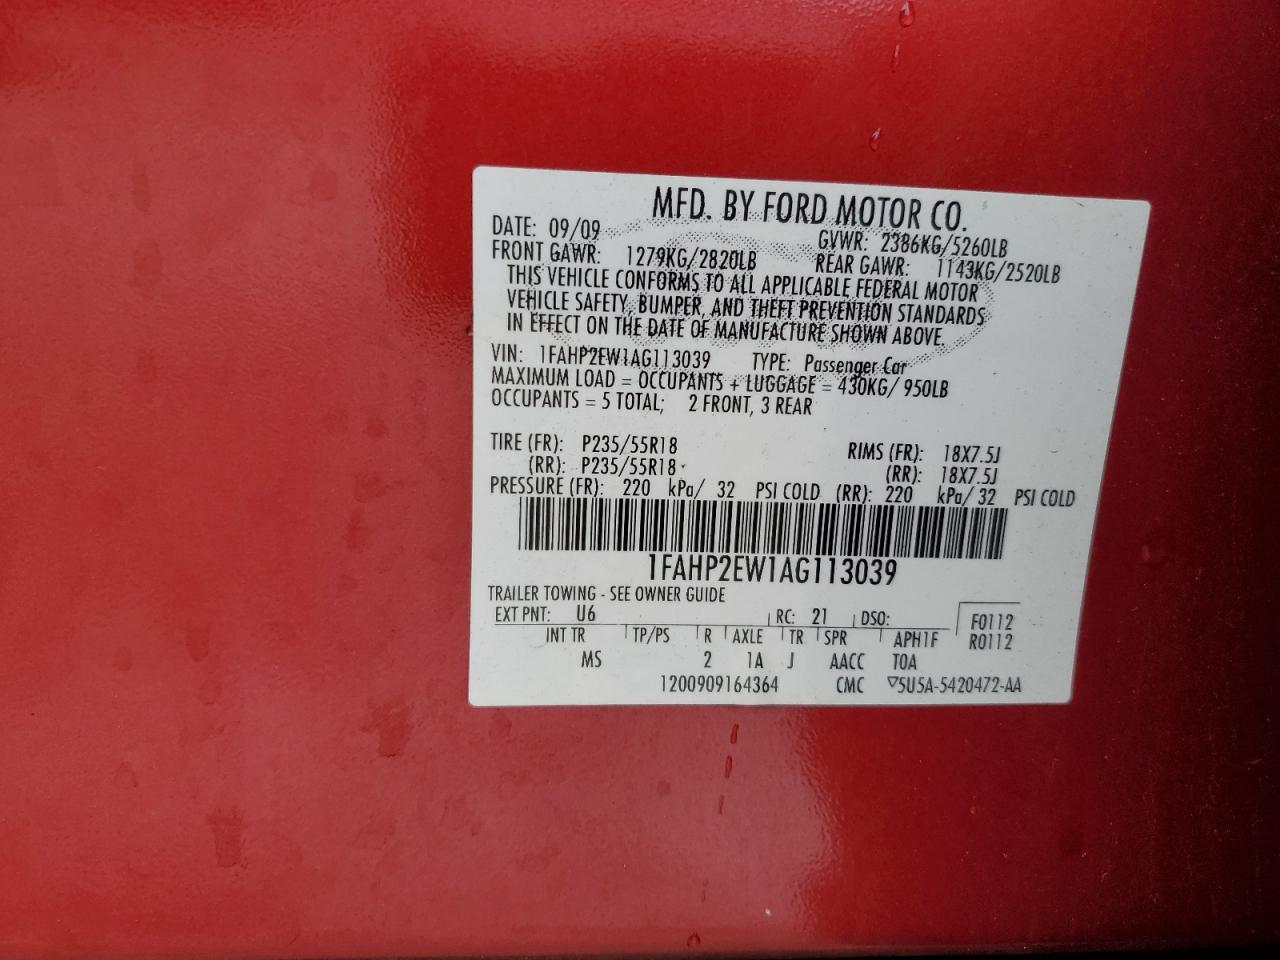 MFD. BY FORD MOTOR CO.
DATE: 09/09 GVWR: 2386KG/5260LB
FRONT GAWR: 1279KG/2820LB REAR GAWR: 1143KG/2520LB
THIS VEHICLE CONFORMS TO ALL APPLICABLE FEDERAL MOTOR
VEHICLE SAFETY, BUMPER, AND THEFT PREVENTION STANDARDS
IN EFFECT ON THE DATE OF MANUFACTURE SHOWN ABOVE.
VIN: 1FAHP2EW1AG113039 TYPE: Passenger Car
MAXIMUM LOAD = OCCUPANTS + LUGGAGE = 430KG/ 950LB
OCCUPANTS = 5 TOTAL; 2 FRONT, 3 REAR
TIRE (FR): P235/55R18 RIMS (FR): 18X7.5J
(RR): P235/55R18 (RR): 18X7.5J
PRESSURE (FR): 220 kPa/ 32 PSI COLD (RR): 220 kPa/ 32 PSI COLD
1FAHP2EW1AG113039
TRAILER TOWING - SEE OWNER GUIDE
EXT PNT: U6 RC: 21 DSO: F0112
INT TR TP/PS R AXLE TR SPR APH1F R0112
MS 2 1A J AACC TOA
1200909164364 CMC ▽5U5A-5420472-AA